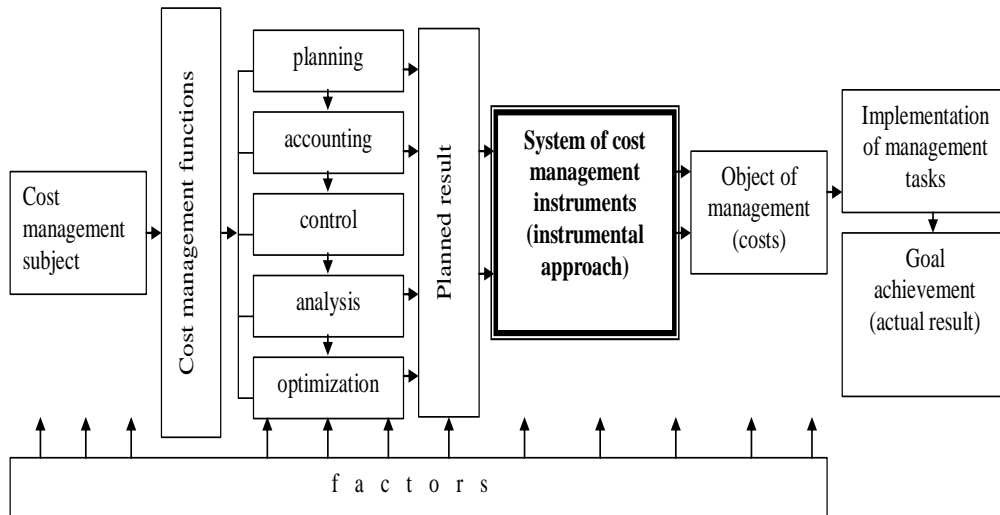 Cost
management
subject
Cost management functions
planning
accounting
control
analysis
optimization
Planned result
System of cost
management
instruments
(instrumental
approach)
Object of
management
(costs)
Implementation
of management
tasks
Goal
achievement
(actual result)
f a c t o r s